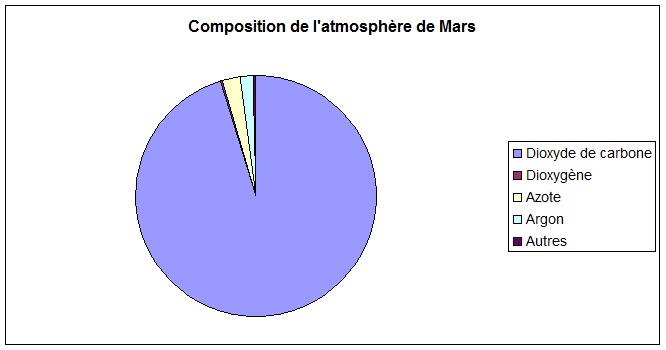 Composition de l'atmosphère de Mars
Dioxyde de carbone
Dioxygène
Azote
Argon
Autres